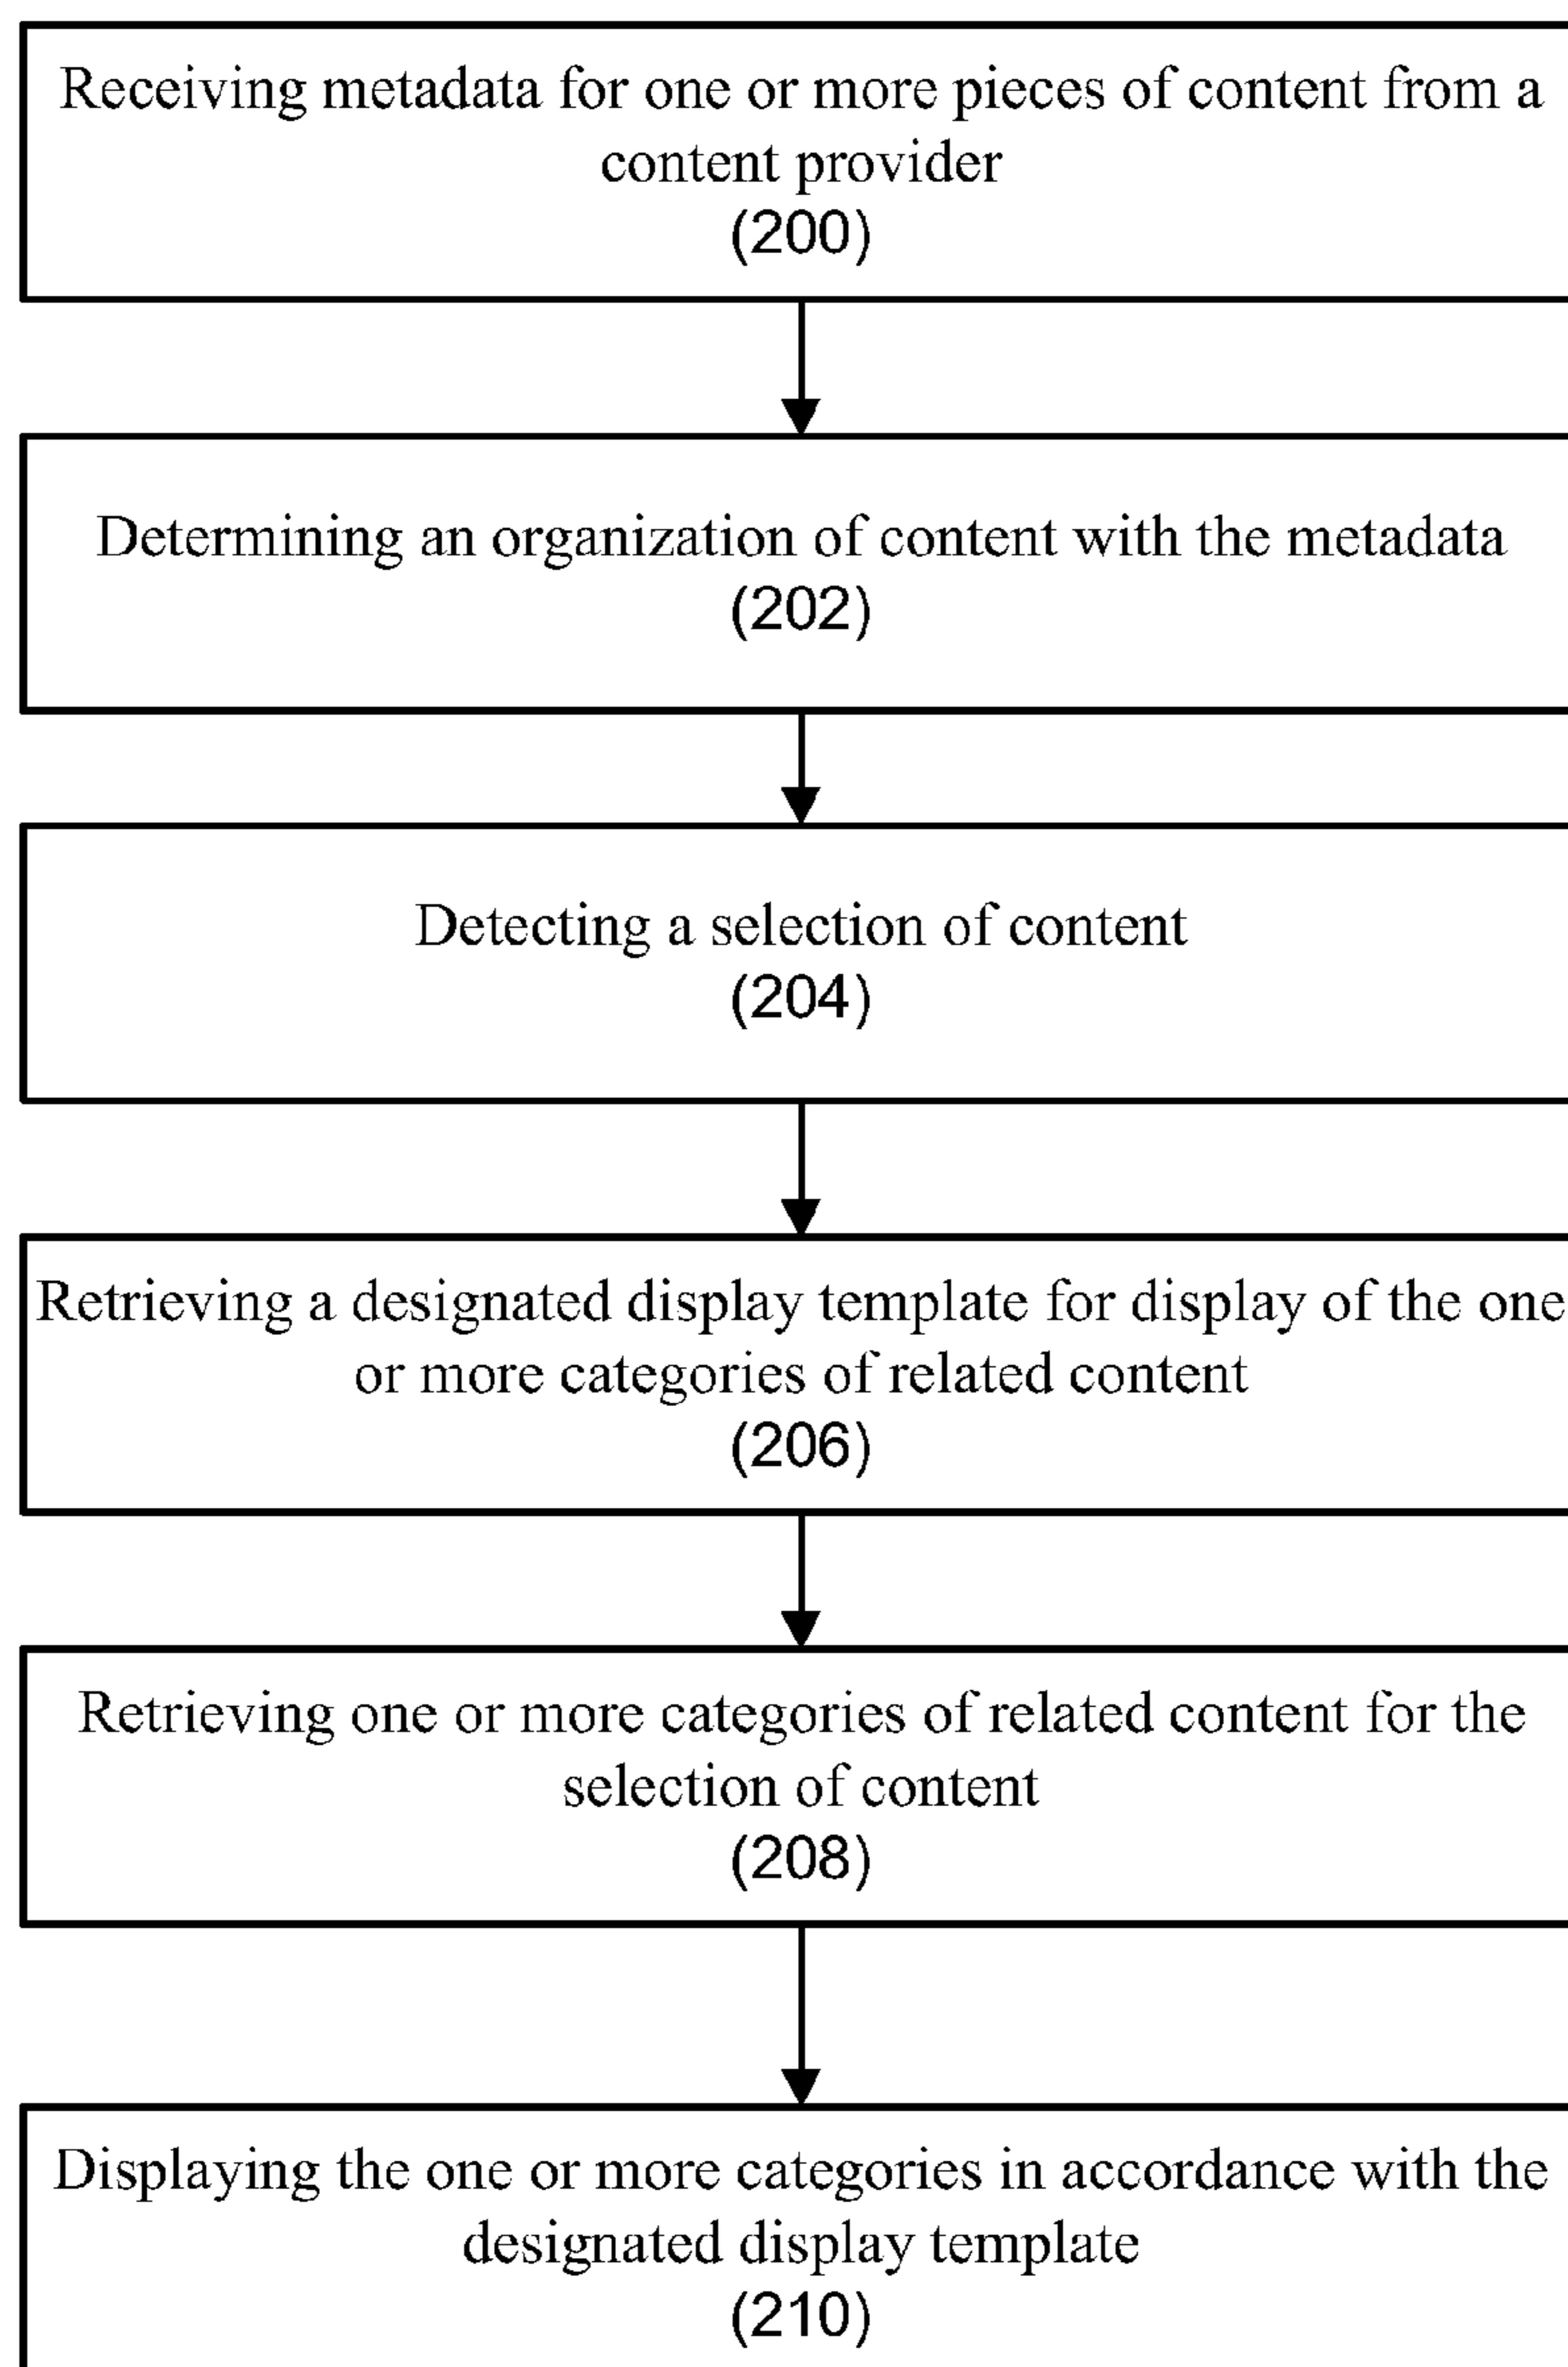 Receiving metadata for one or more pieces of content from a
content provider
(200)
Determining an organization of content with the metadata
(202)
Detecting a selection of content
(204)
Retrieving a designated display template for display of the one
or more categories of related content
(206)
Retrieving one or more categories of related content for the
selection of content
(208)
Displaying the one or more categories in accordance with the
designated display template
(210)